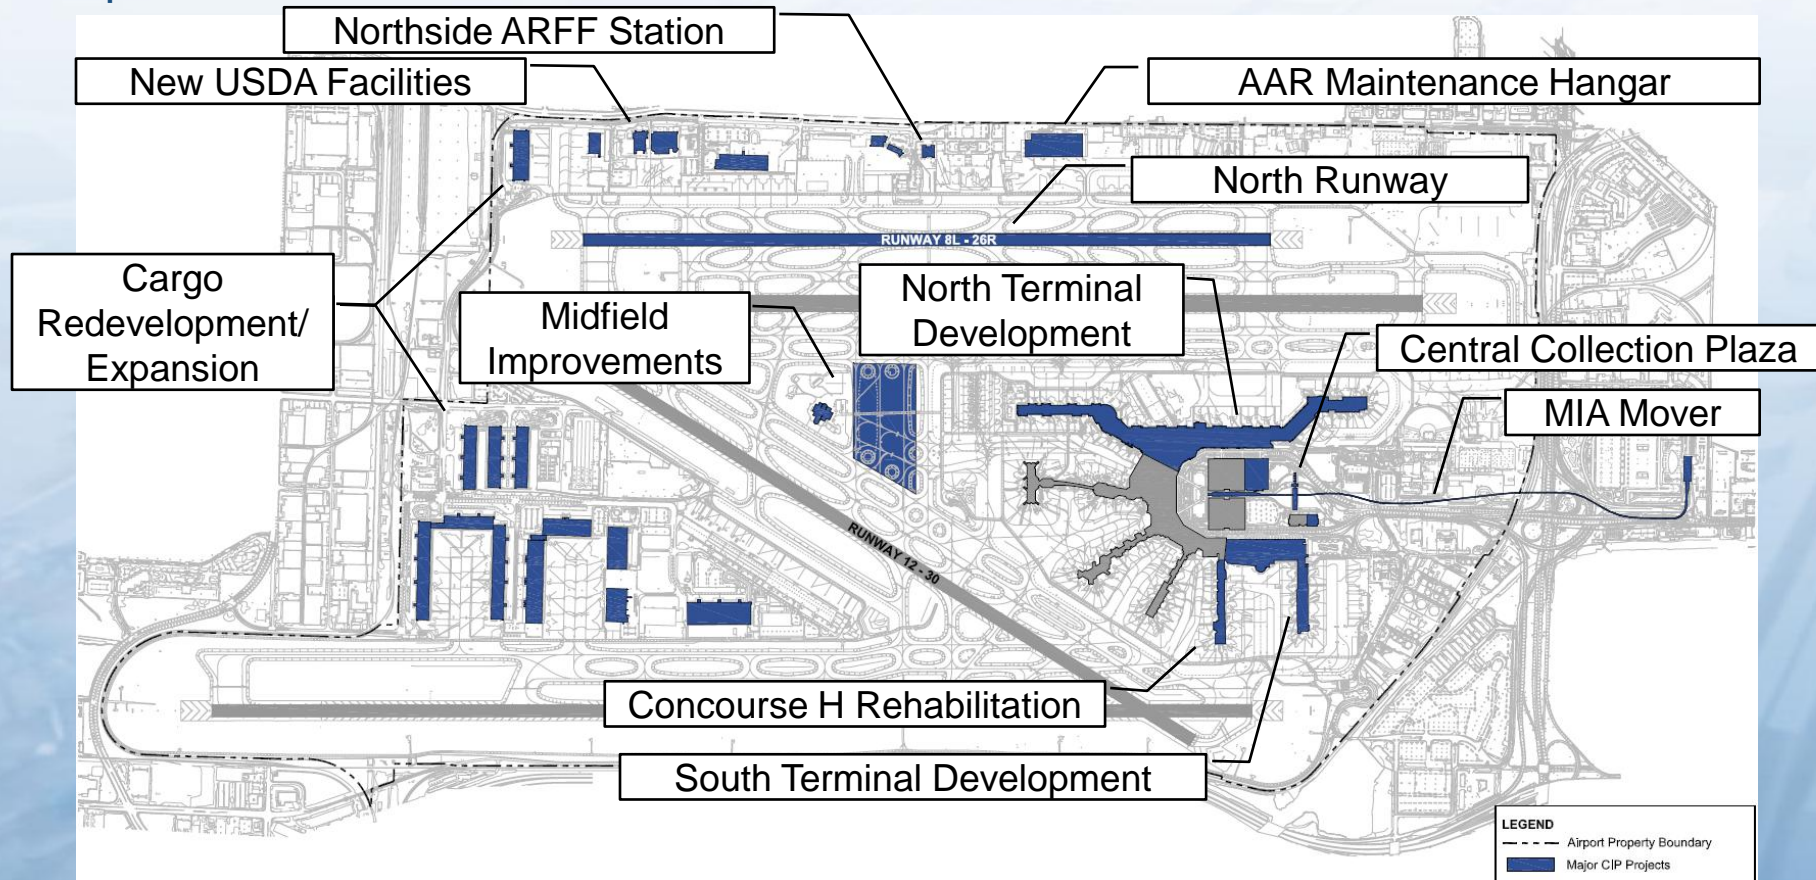 Northside ARFF Station
New USDA Facilities
AAR Maintenance Hangar
North Runway
RUNWAY 8L - 26R
Cargo
Redevelopment/
Expansion
Midfield
Improvements
North Terminal
Development
Central Collection Plaza
MIA Mover
RUNWAY 12 - 30
Concourse H Rehabilitation
South Terminal Development
LEGEND
Airport Property Boundary
Major CIP Projects